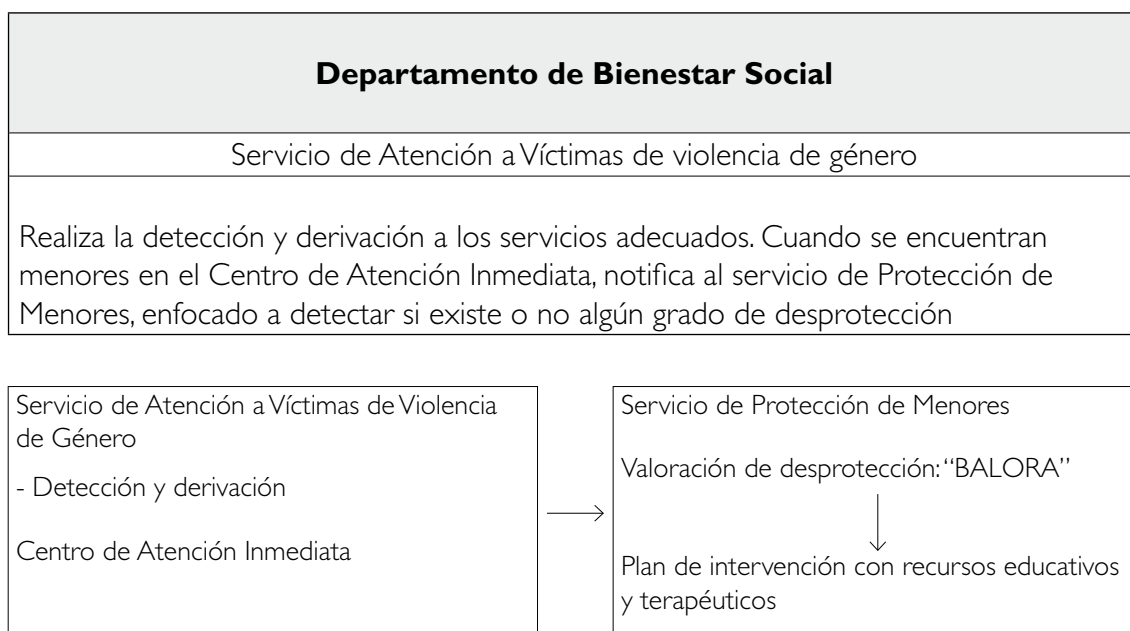 Departamento de Bienestar Social
Servicio de Atención a Víctimas de violencia de género
Realiza la detección y derivación a los servicios adecuados. Cuando se encuentran
menores en el Centro de Atención Inmediata, notifica al servicio de Protección de
Menores, enfocado a detectar si existe o no algún grado de desprotección
Servicio de Atención a Víctimas de Violencia
de Género
- Detección y derivación
Centro de Atención Inmediata
Servicio de Protección de Menores
Valoración de desprotección: “BALORA”
Plan de intervención con recursos educativos
y terapéuticos